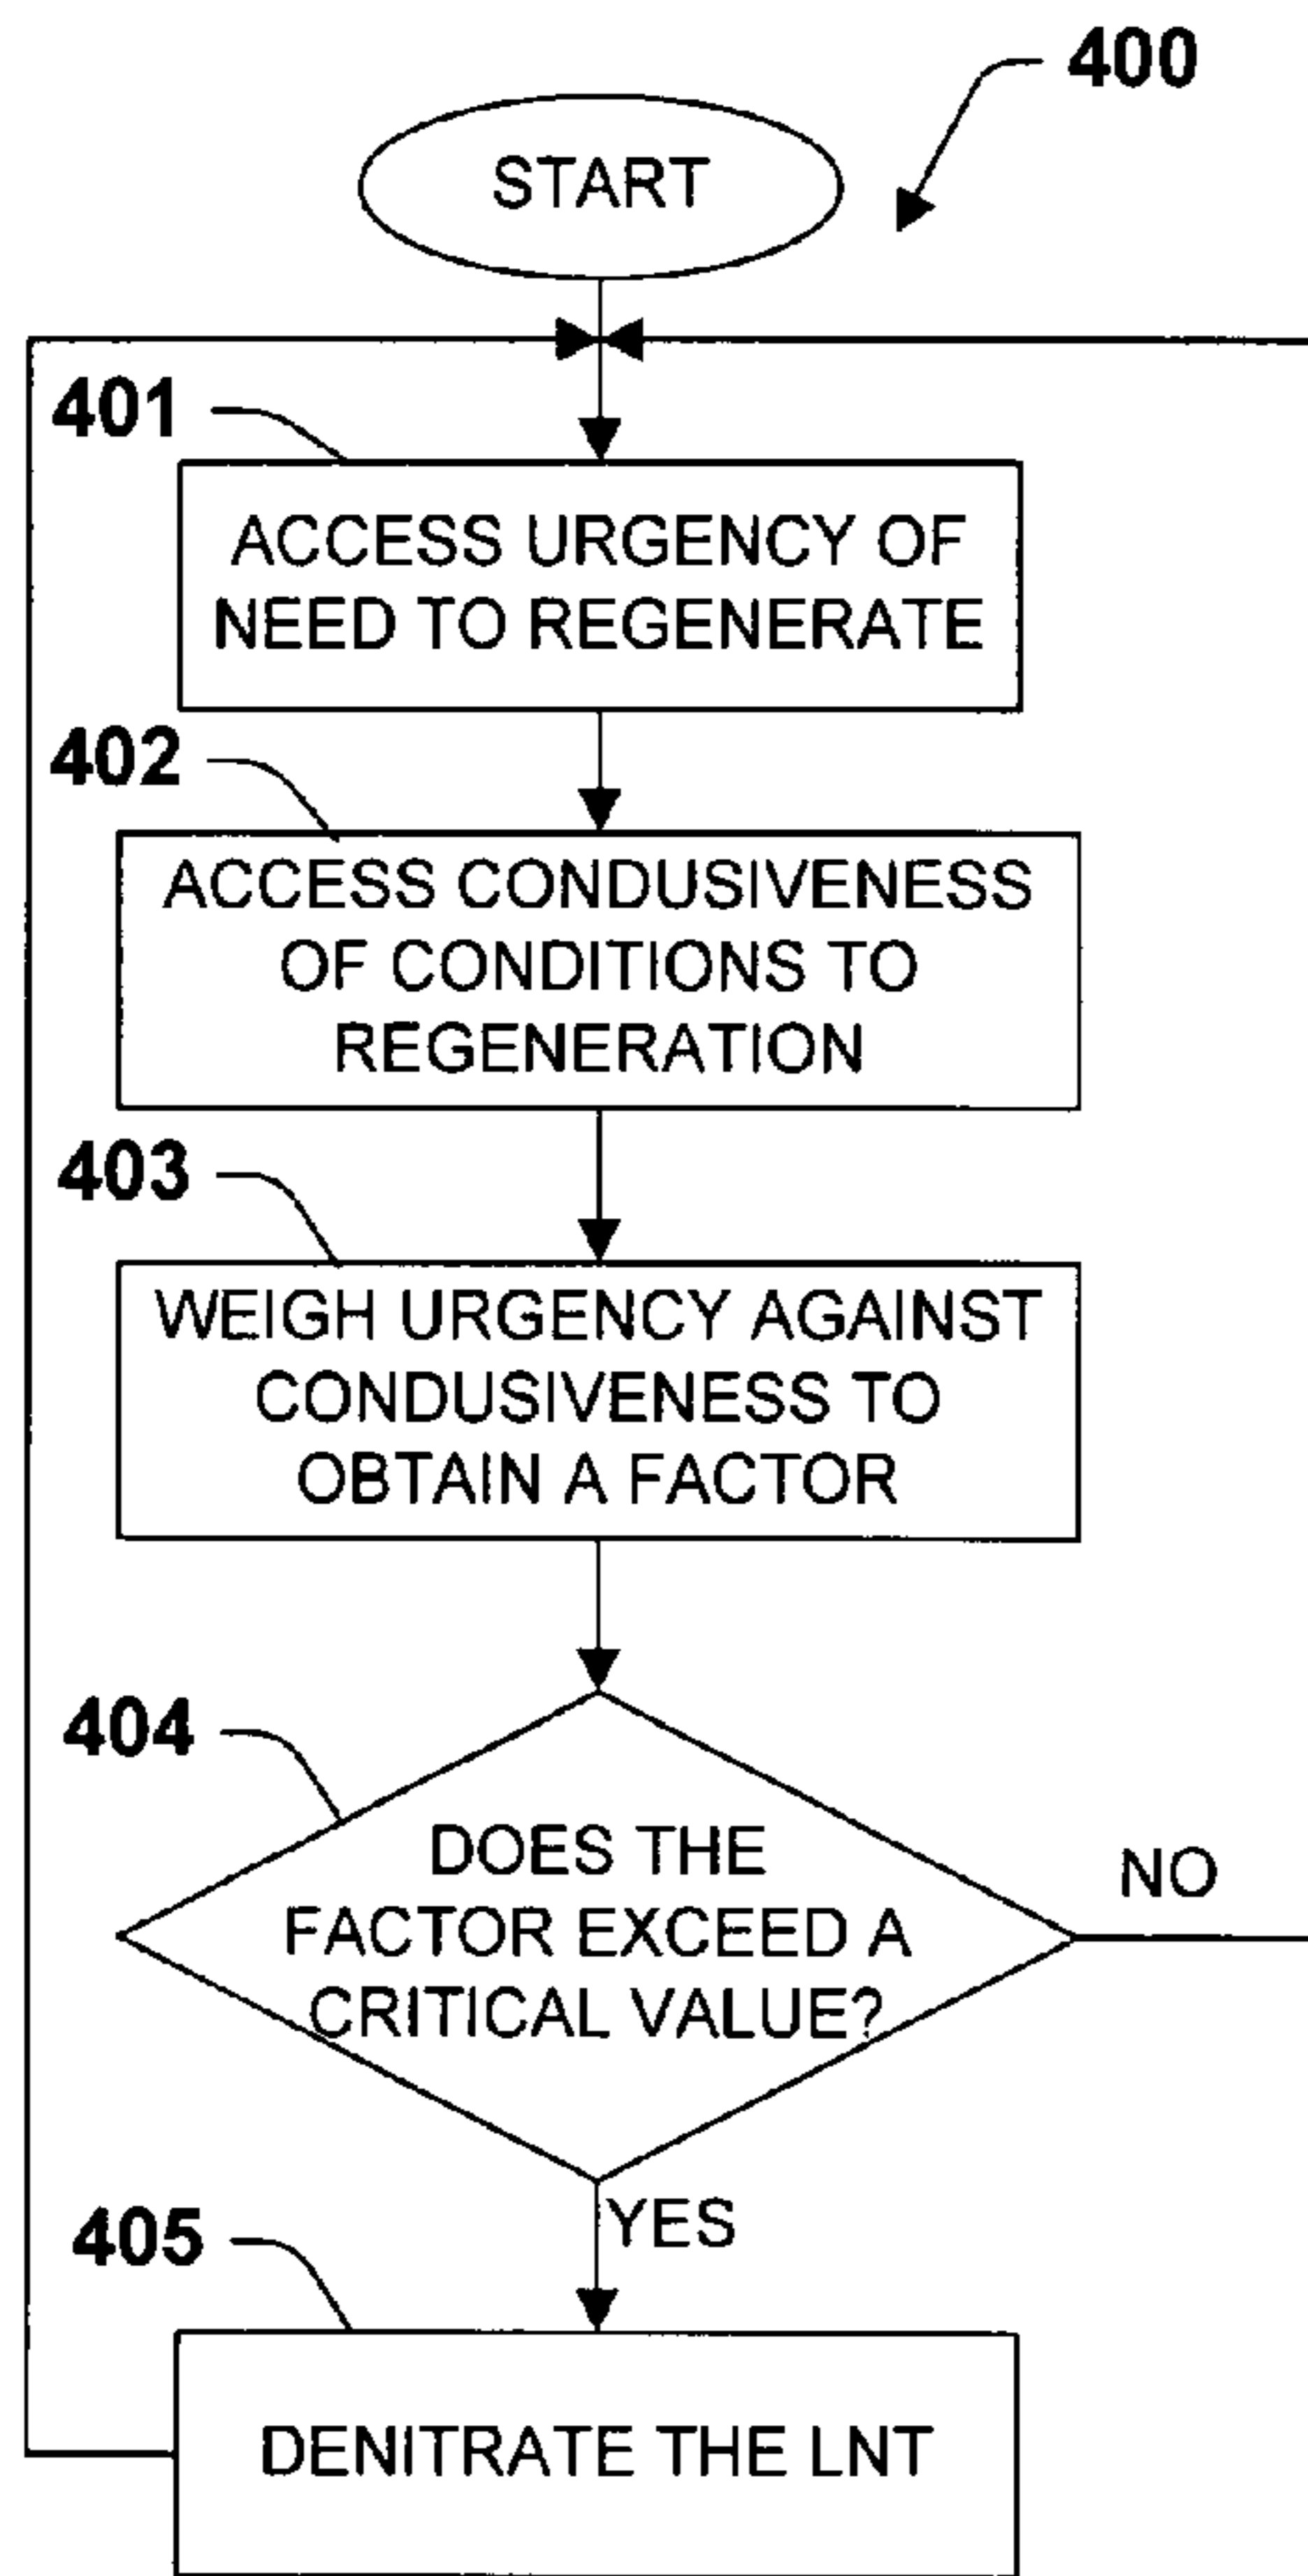 400
START
401
ACCESS URGENCY OF
NEED TO REGENERATE
402
ACCESS CONDUSIVENESS
OF CONDITIONS TO
REGENERATION
403
WEIGH URGENCY AGAINST
CONDUSIVENESS TO
OBTAIN A FACTOR
404
DOES THE
FACTOR EXCEED A
CRITICAL VALUE?
NO
YES
405
DENITRATE THE LNT